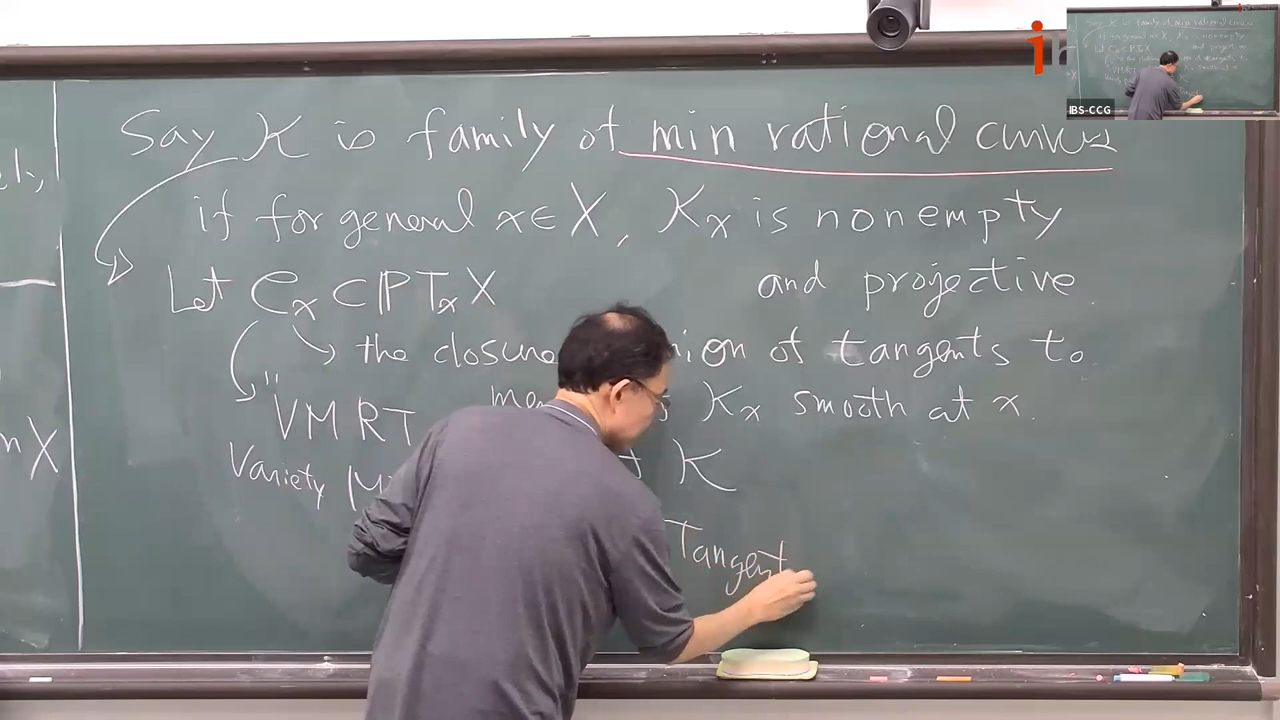 Say K is family of min rational curves
if for general x ∈ X, Kx is nonempty
and projective
Let Cx ⊂ PTxX
the closure of tangents to
Kx smooth at x.
"VMRT
Variety K
Tangent
X
IBS-CCG